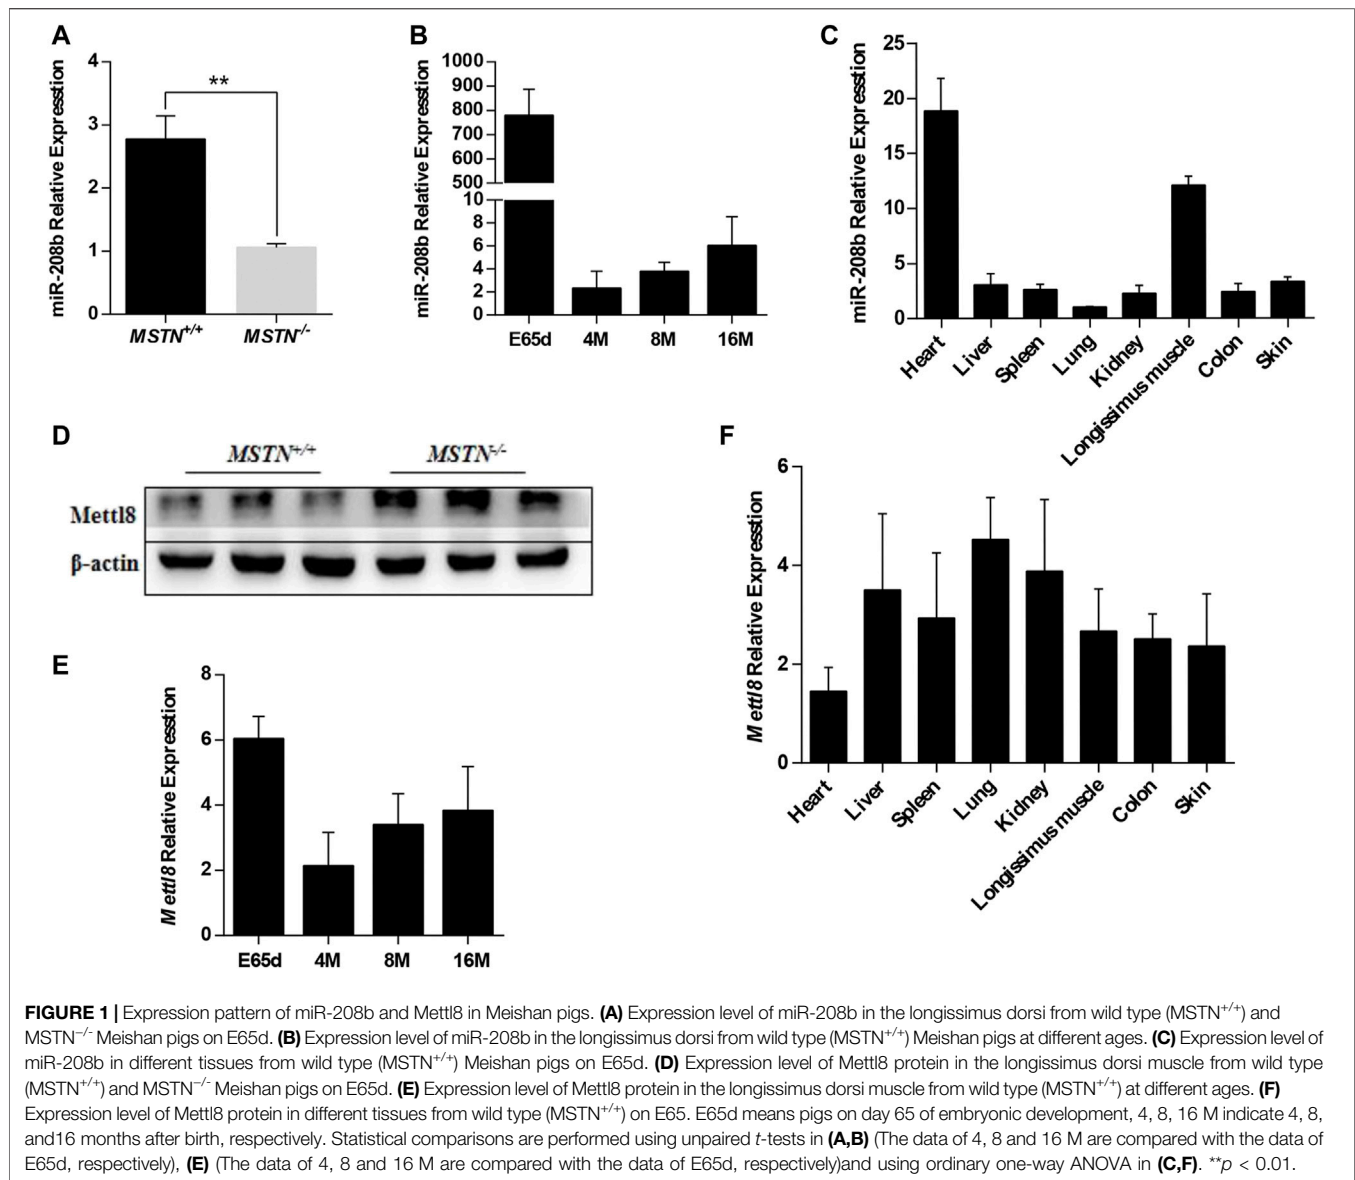 A
miR-208b Relative Expression
4
3
2
1
0
**
MSTN+/+
MSTN-/-
B
miR-208b Relative Expression
1000
900
800
700
600
500
10
8
6
4
2
0
E65d
4M
8M
16M
C
miR-208b Relative Expression
25
20
15
10
5
0
Heart
Liver
Spleen
Lung
Kidney
Longissimus muscle
Colon
Skin
D
MSTN+/+
MSTN-/-
Mettl8
β-actin
E
Mettl8 Relative Expression
8
6
4
2
0
E65d
4M
8M
16M
F
Mettl8 Relative Expression
6
4
2
0
Heart
Liver
Spleen
Lung
Kidney
Longissimus muscle
Colon
Skin
FIGURE 1 | Expression pattern of miR-208b and Mettl8 in Meishan pigs. (A) Expression level of miR-208b in the longissimus dorsi from wild type (MSTN+/+) and
MSTN−/- Meishan pigs on E65d. (B) Expression level of miR-208b in the longissimus dorsi from wild type (MSTN+/+) Meishan pigs at different ages. (C) Expression level of
miR-208b in different tissues from wild type (MSTN+/+) Meishan pigs on E65d. (D) Expression level of Mettl8 protein in the longissimus dorsi muscle from wild type
(MSTN+/+) and MSTN−/- Meishan pigs on E65d. (E) Expression level of Mettl8 protein in the longissimus dorsi muscle from wild type (MSTN+/+) at different ages. (F)
Expression level of Mettl8 protein in different tissues from wild type (MSTN+/+) on E65. E65d means pigs on day 65 of embryonic development, 4, 8, 16 M indicate 4, 8,
and16 months after birth, respectively. Statistical comparisons are performed using unpaired t-tests in (A,B) (The data of 4, 8 and 16 M are compared with the data of
E65d, respectively), (E) (The data of 4, 8 and 16 M are compared with the data of E65d, respectively)and using ordinary one-way ANOVA in (C,F). **p < 0.01.